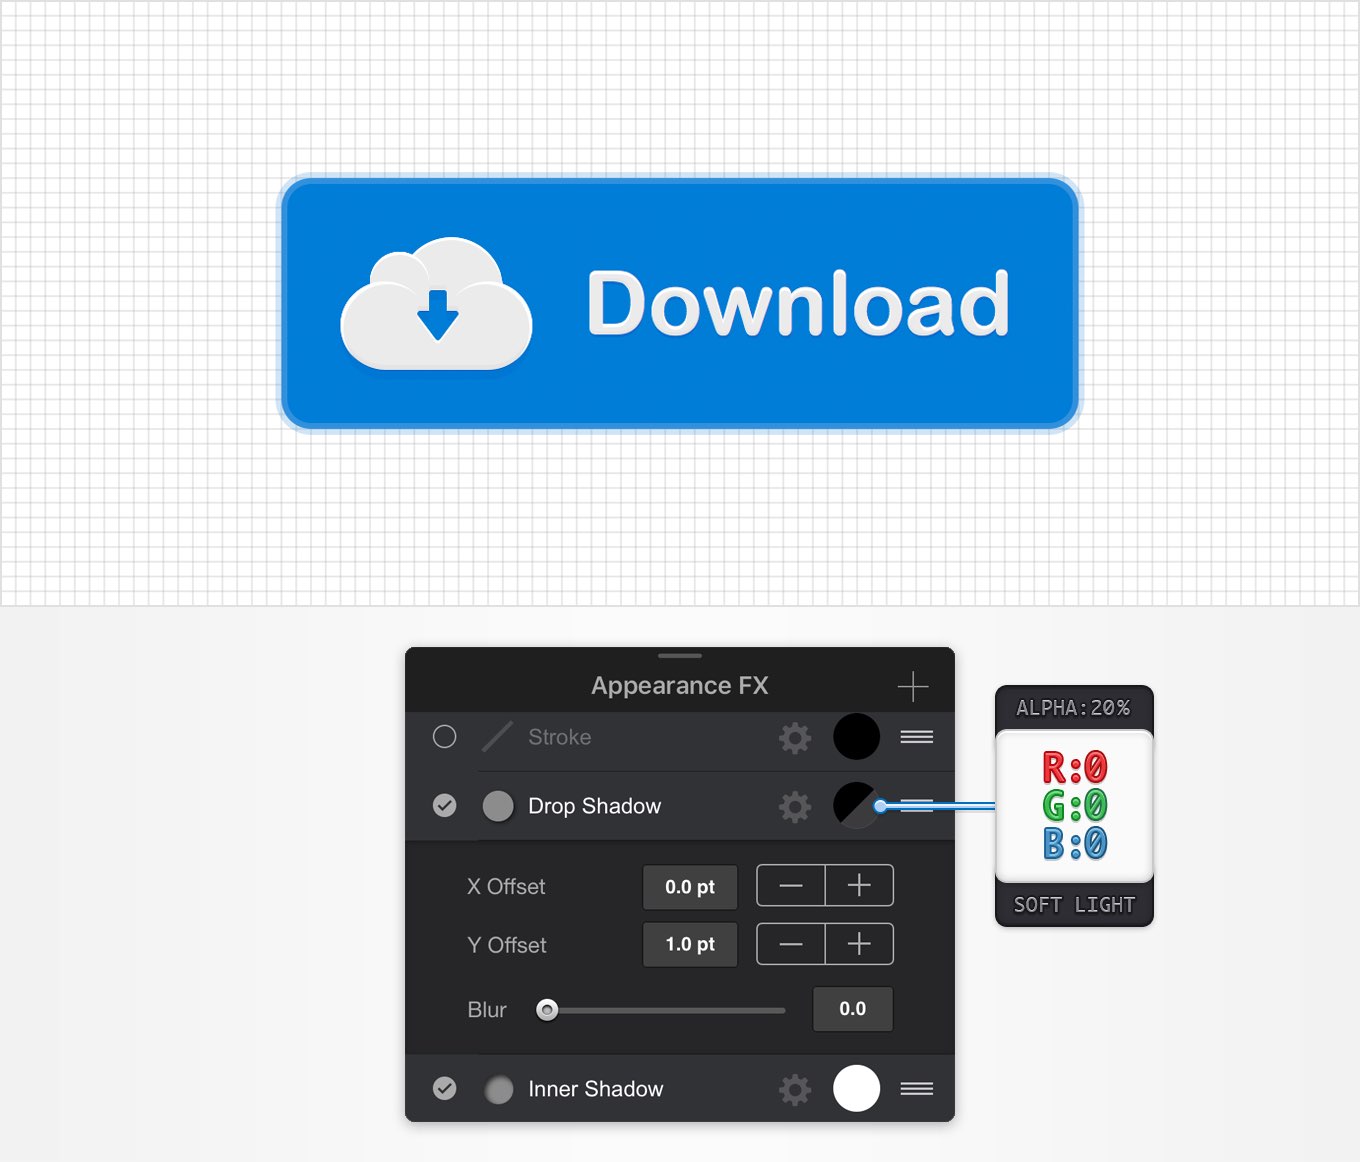 Download
Appearance FX
Stroke
Drop Shadow
X Offset
0.0 pt
Y Offset
1.0 pt
Blur
0.0
Inner Shadow
ALPHA:20%
R:0
G:0
B:0
SOFT LIGHT